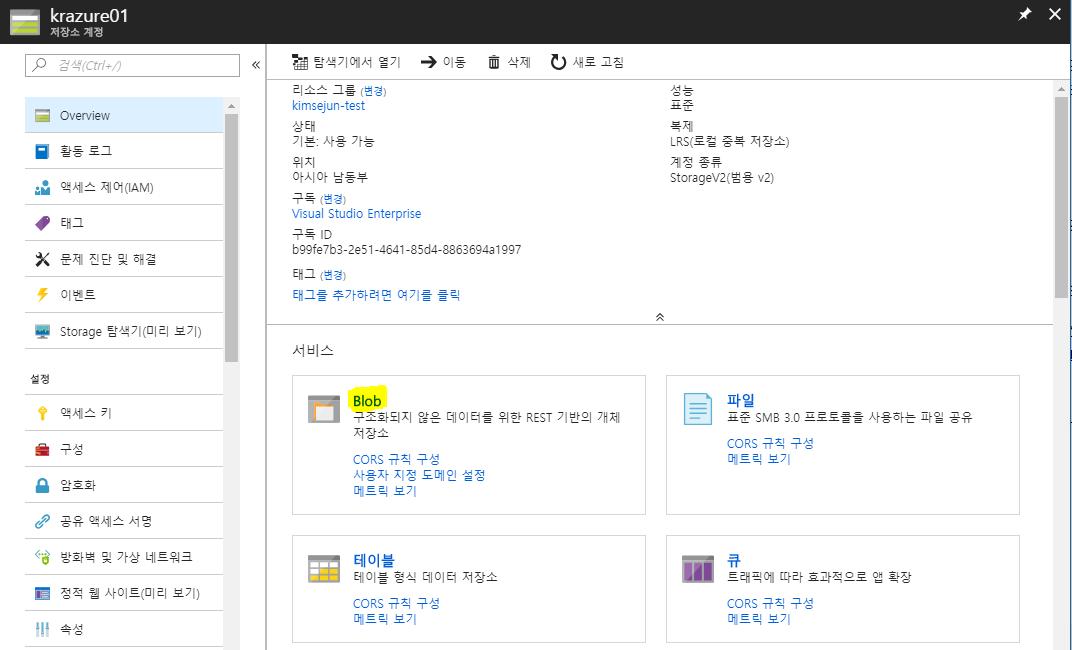 krazure01
저장소 계정
검색(Ctrl+/)
Overview
활동 로그
액세스 제어(IAM)
태그
문제 진단 및 해결
이벤트
Storage 탐색기(미리 보기)
설정
액세스 키
구성
암호화
공유 액세스 서명
방화벽 및 가상 네트워크
정적 웹 사이트(미리 보기)
속성
탐색기에서 열기 이동 삭제 새로 고침
리소스 그룹 (변경)
kimsejun-test
상태
기본: 사용 가능
위치
아시아 남동부
구독 (변경)
Visual Studio Enterprise
구독 ID
b99fe7b3-2e51-4641-85d4-8863694a1997
태그 (변경)
태그를 추가하려면 여기를 클릭
성능
표준
복제
LRS(로컬 중복 저장소)
계정 종류
StorageV2(범용 v2)
서비스
Blob
구조화되지 않은 데이터를 위한 REST 기반의 개체
저장소
CORS 규칙 구성
사용자 지정 도메인 설정
메트릭 보기
파일
표준 SMB 3.0 프로토콜을 사용하는 파일 공유
CORS 규칙 구성
메트릭 보기
테이블
테이블 형식 데이터 저장소
CORS 규칙 구성
메트릭 보기
큐
트래픽에 따라 효과적으로 앱 확장
CORS 규칙 구성
메트릭 보기